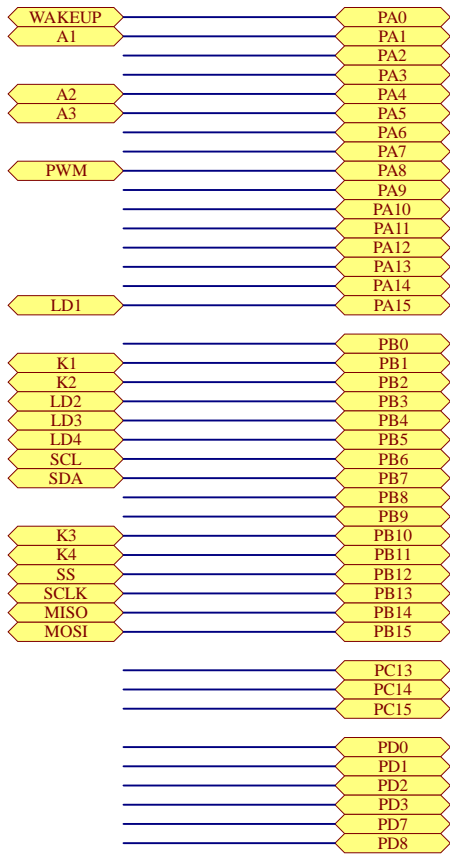 WAKEUP PA0
A1 PA1
PA2
PA3
A2 PA4
A3 PA5
PA6
PA7
PWM PA8
PA9
PA10
PA11
PA12
PA13
PA14
LD1 PA15
PB0
K1 PB1
K2 PB2
LD2 PB3
LD3 PB4
LD4 PB5
SCL PB6
SDA PB7
PB8
PB9
K3 PB10
K4 PB11
SS PB12
SCLK PB13
MISO PB14
MOSI PB15
PC13
PC14
PC15
PD0
PD1
PD2
PD3
PD7
PD8